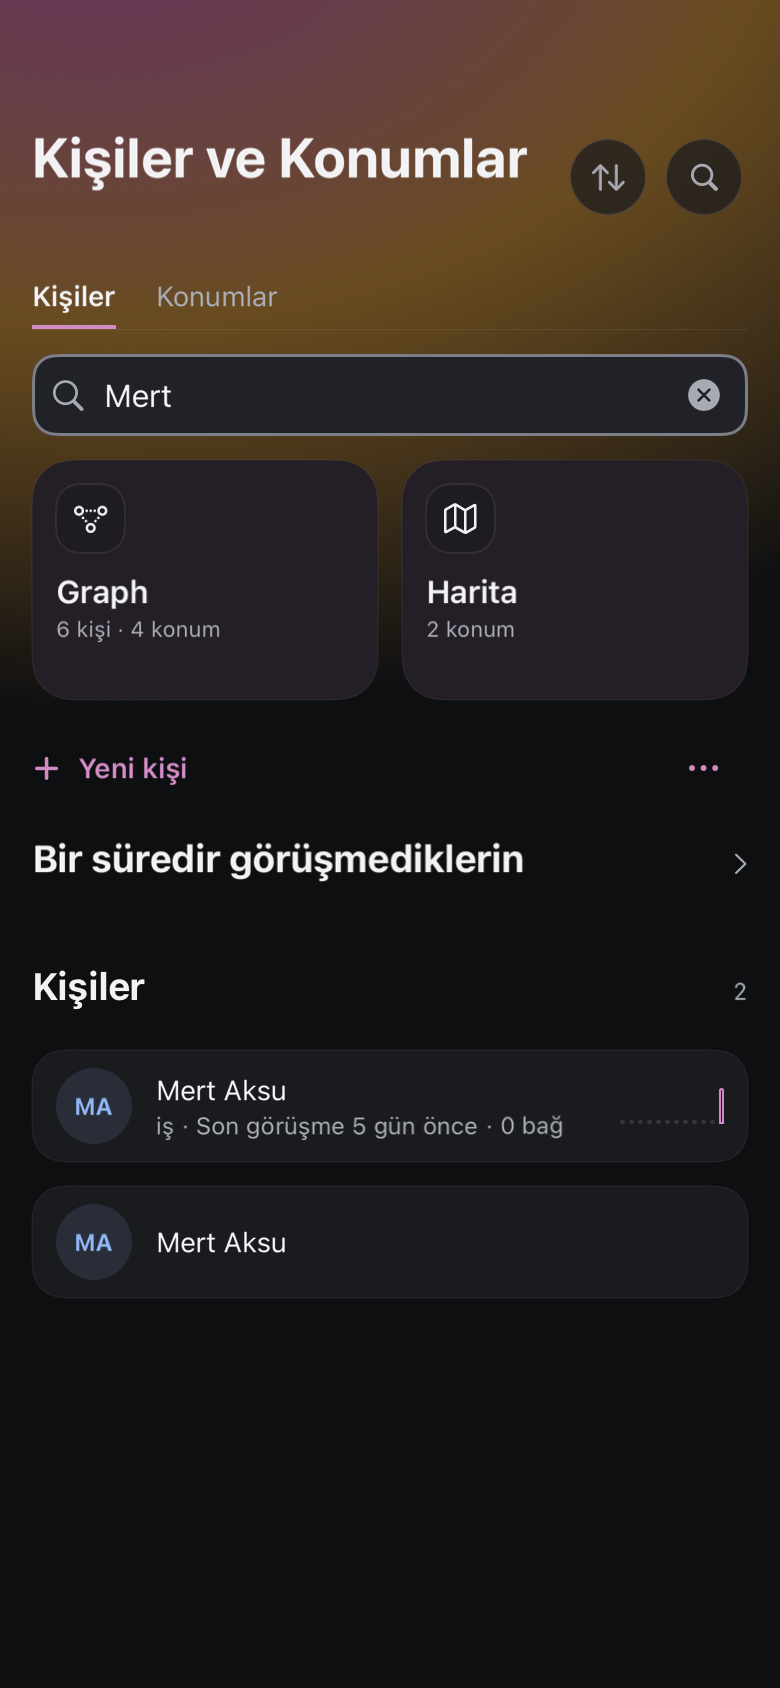 Kişiler ve Konumlar
Kişiler
Konumlar
Mert
Graph
6 kişi · 4 konum
Harita
2 konum
Yeni kişi
Bir süredir görüşmediklerin
Kişiler
2
MA
Mert Aksu
iş · Son görüşme 5 gün önce · 0 bağ
MA
Mert Aksu